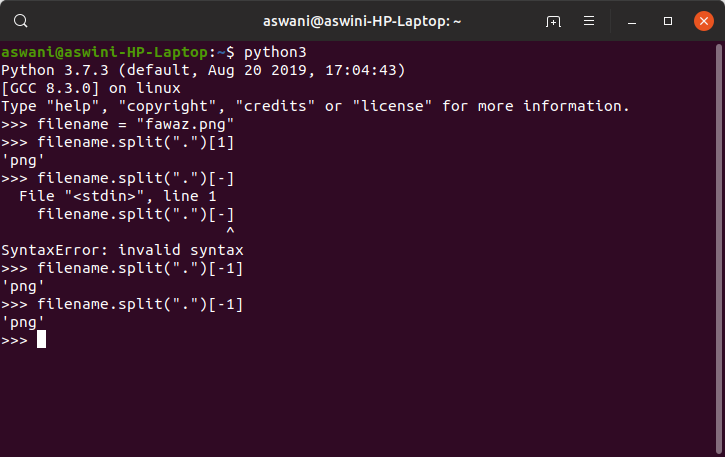 aswani@aswini-HP-Laptop: ~
aswani@aswini-HP-Laptop:~$ python3
Python 3.7.3 (default, Aug 20 2019, 17:04:43)
[GCC 8.3.0] on linux
Type "help", "copyright", "credits" or "license" for more information.
>>> filename = "fawaz.png"
>>> filename.split(".")[1]
'png'
>>> filename.split(".")[-]
  File "<stdin>", line 1
    filename.split(".")[-]
                         ^
SyntaxError: invalid syntax
>>> filename.split(".")[-1]
'png'
>>> filename.split(".")[-1]
'png'
>>>